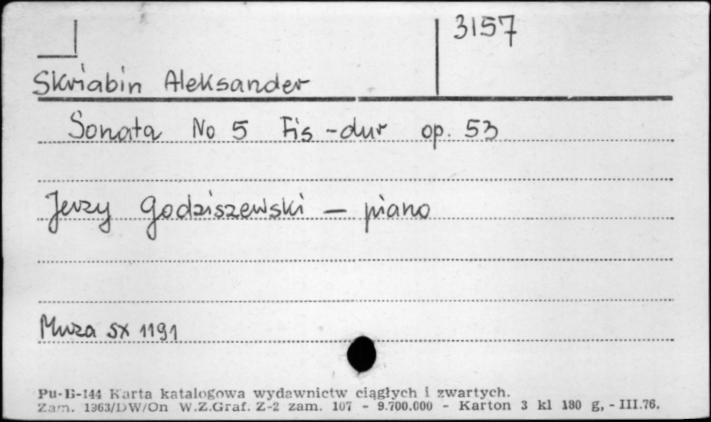 3157
Skriabin Aleksander
Sonata No 5 Fis-dur op. 53
Jerzy Godziszewski — piano
Muza SX 1191
Pu-B-144 Karta katalogowa wydawnictw ciągłych i zwartych.
Zam. 1363/DW/On W.Z.Graf. Z-2 zam. 107 - 9.700.000 - Karton 3 kl 180 g. - III.76.